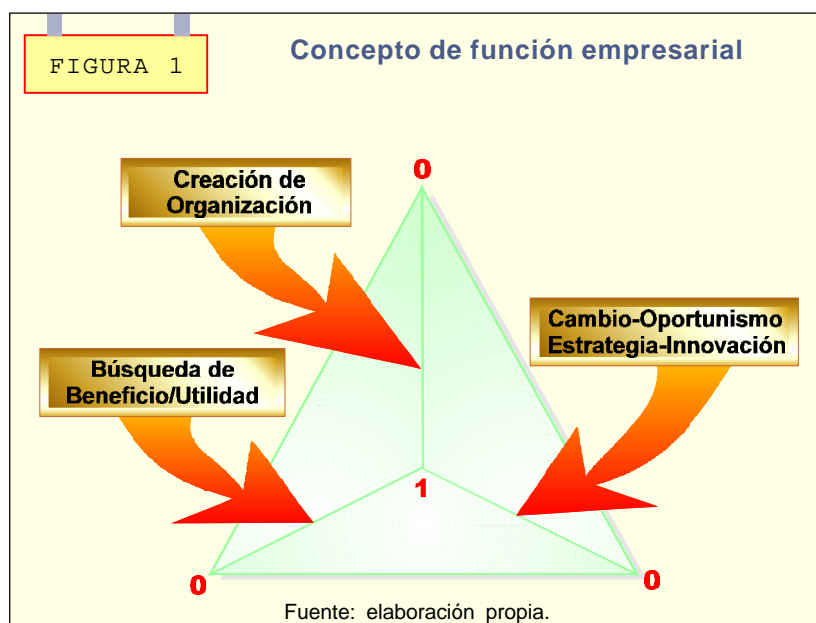 FIGURA 1
Concepto de función empresarial
0
Creación de
Organización
Cambio-Oportunismo
Estrategia-Innovación
Búsqueda de
Beneficio/Utilidad
1
0
0
Fuente: elaboración propia.